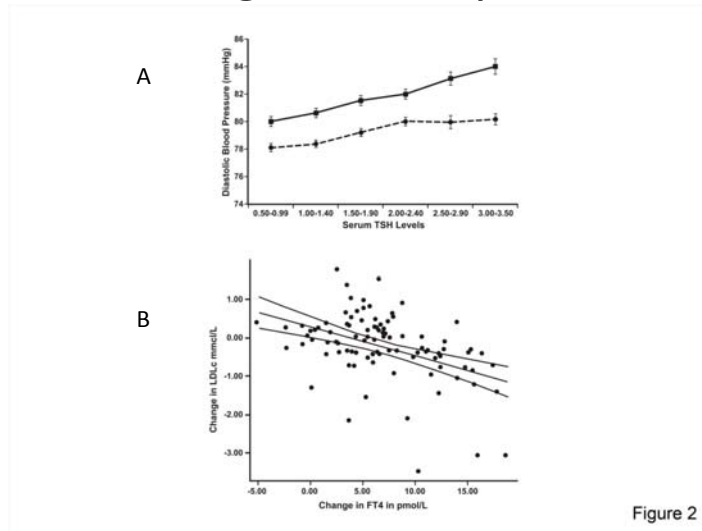 A
Diastolic Blood Pressure (mmHg)
86
84
82
80
78
76
74
0.50-0.99 1.00-1.40 1.50-1.90 2.00-2.40 2.50-2.90 3.00-3.50
Serum TSH Levels
B
Change in LDLc mmcl/L
1.00
0.00
-1.00
-2.00
-3.00
-5.00 0.00 5.00 10.00 15.00
Change in FT4 in pmol/L
Figure 2